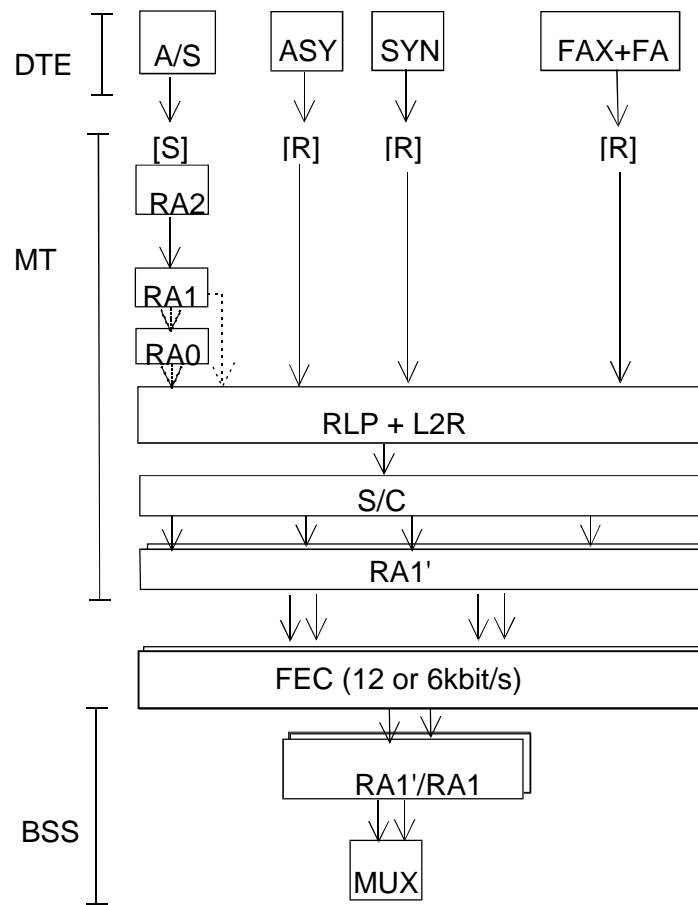 DTE
A/S
ASY
SYN
FAX+FA
[S]
[R]
[R]
[R]
RA2
MT
RA1
RA0
RLP + L2R
S/C
RA1'
FEC (12 or 6kbit/s)
RA1'/RA1
BSS
MUX